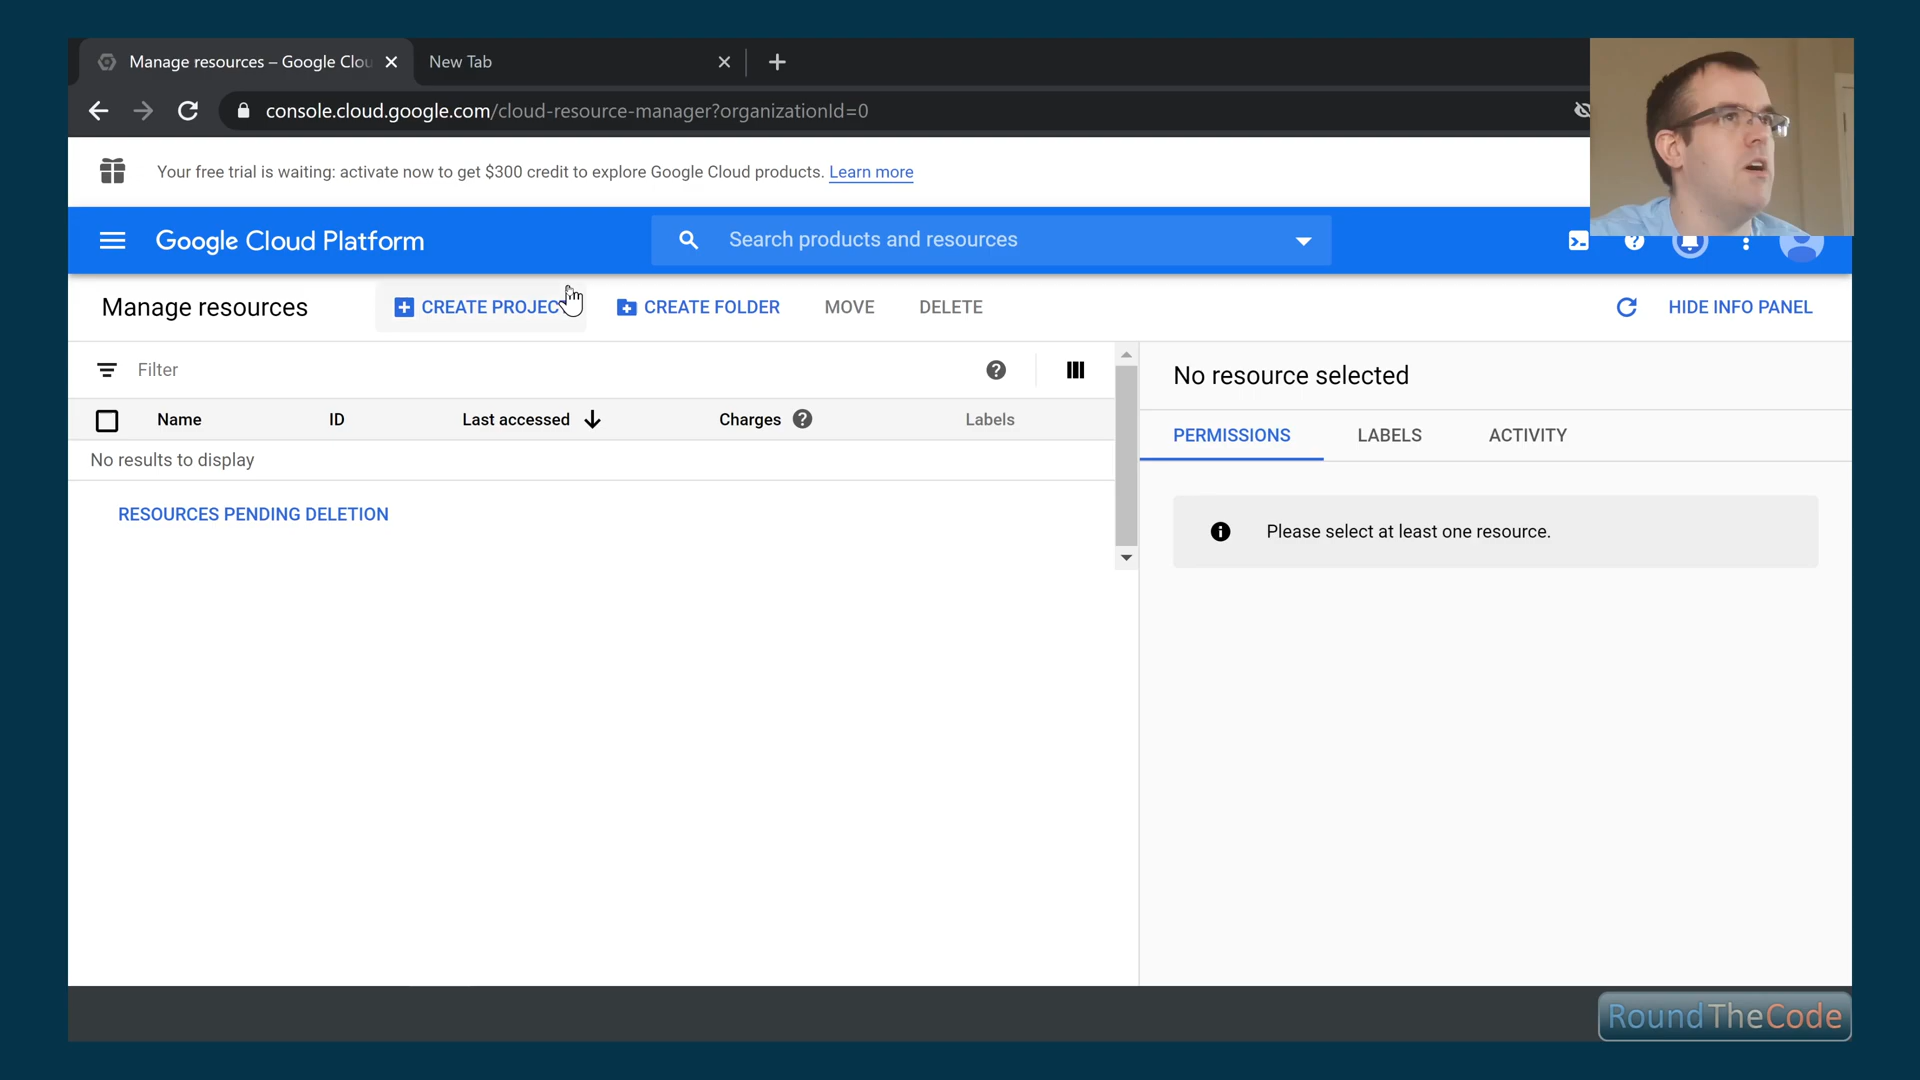 Manage resources – Google Clou
New Tab
console.cloud.google.com/cloud-resource-manager?organizationId=0
Your free trial is waiting: activate now to get $300 credit to explore Google Cloud products. Learn more
Google Cloud Platform
Search products and resources
Manage resources
CREATE PROJEC
CREATE FOLDER
MOVE
DELETE
HIDE INFO PANEL
Filter
No resource selected
Name
ID
Last accessed
Charges
Labels
PERMISSIONS
LABELS
ACTIVITY
No results to display
RESOURCES PENDING DELETION
Please select at least one resource.
RoundTheCode